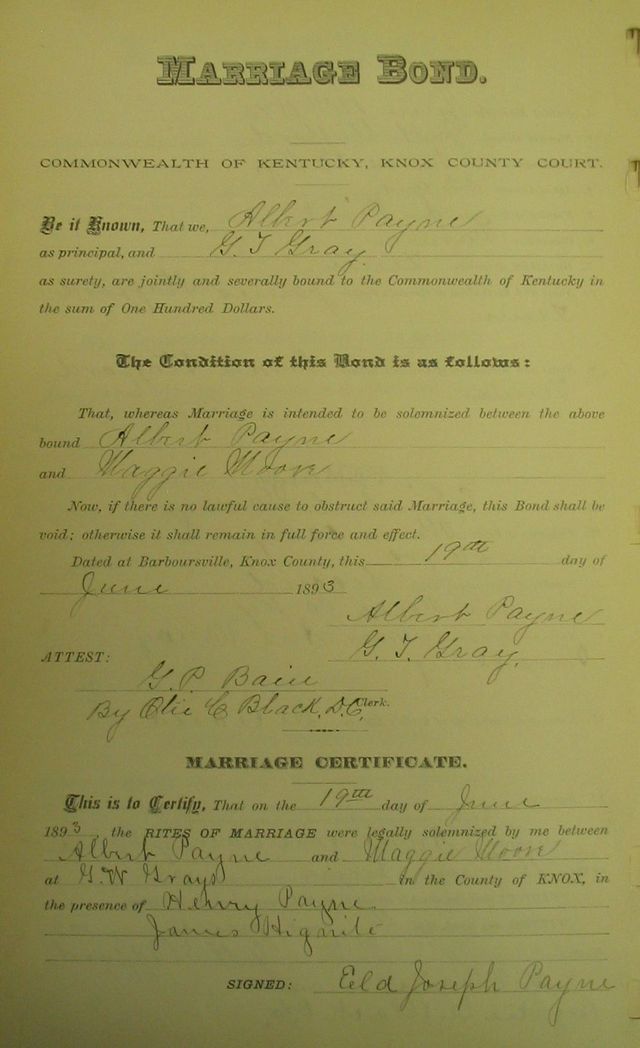 MARRIAGE BOND.
COMMONWEALTH OF KENTUCKY, KNOX COUNTY COURT.
Be it Known, That we, Albert Payne
as principal, and G. T. Gray
as surety, are jointly and severally bound to the Commonwealth of Kentucky in
the sum of One Hundred Dollars.
The Condition of this Bond is as follows:
That, whereas Marriage is intended to be solemnized between the above
bound Albert Payne
and Maggie Moore
Now, if there is no lawful cause to obstruct said Marriage, this Bond shall be
void; otherwise it shall remain in full force and effect.
Dated at Barboursville, Knox County, this 19th day of
June 1893
Albert Payne
G. T. Gray.
ATTEST:
G. P. Bain
By Olie C Black, D.C. Clerk.
MARRIAGE CERTIFICATE.
This is to Certify, That on the 19th day of June
1893, the RITES OF MARRIAGE were legally solemnized by me between
Albert Payne and Maggie Moore
at G. W Grays in the County of KNOX, in
the presence of Henry Payne
James Hignite
SIGNED: Eld Joseph Payne